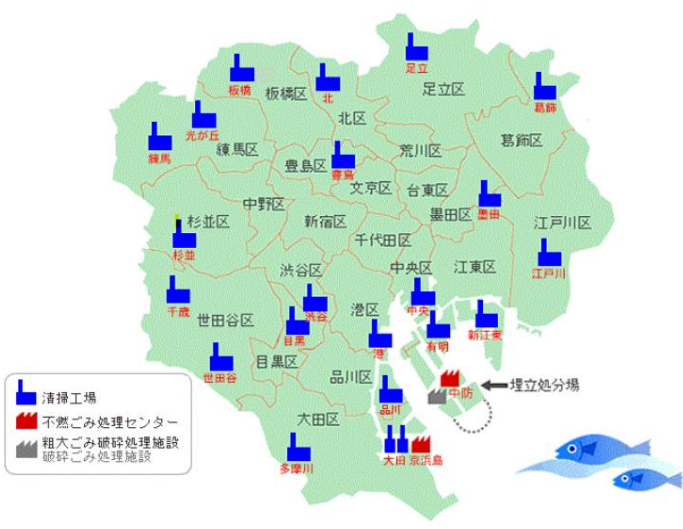 足立
板橋
足立区
北
板橋区
葛飾
北区
光が丘
葛飾区
練馬
練馬区
荒川区
豊島区
豊島
文京区
台東区
中野区
墨田
墨田区
杉並区
新宿区
江戸川区
千代田区
杉並
中央区
江東区
渋谷区
江戸川
千歳
渋谷
港区
中央
世田谷区
目黒
新江東
有明
港
目黒区
世田谷
品川区
埋立処分場
中防
清掃工場
品川
不燃ごみ処理センター
大田区
粗大ごみ破砕処理施設
破砕ごみ処理施設
多摩川
大田
京浜島